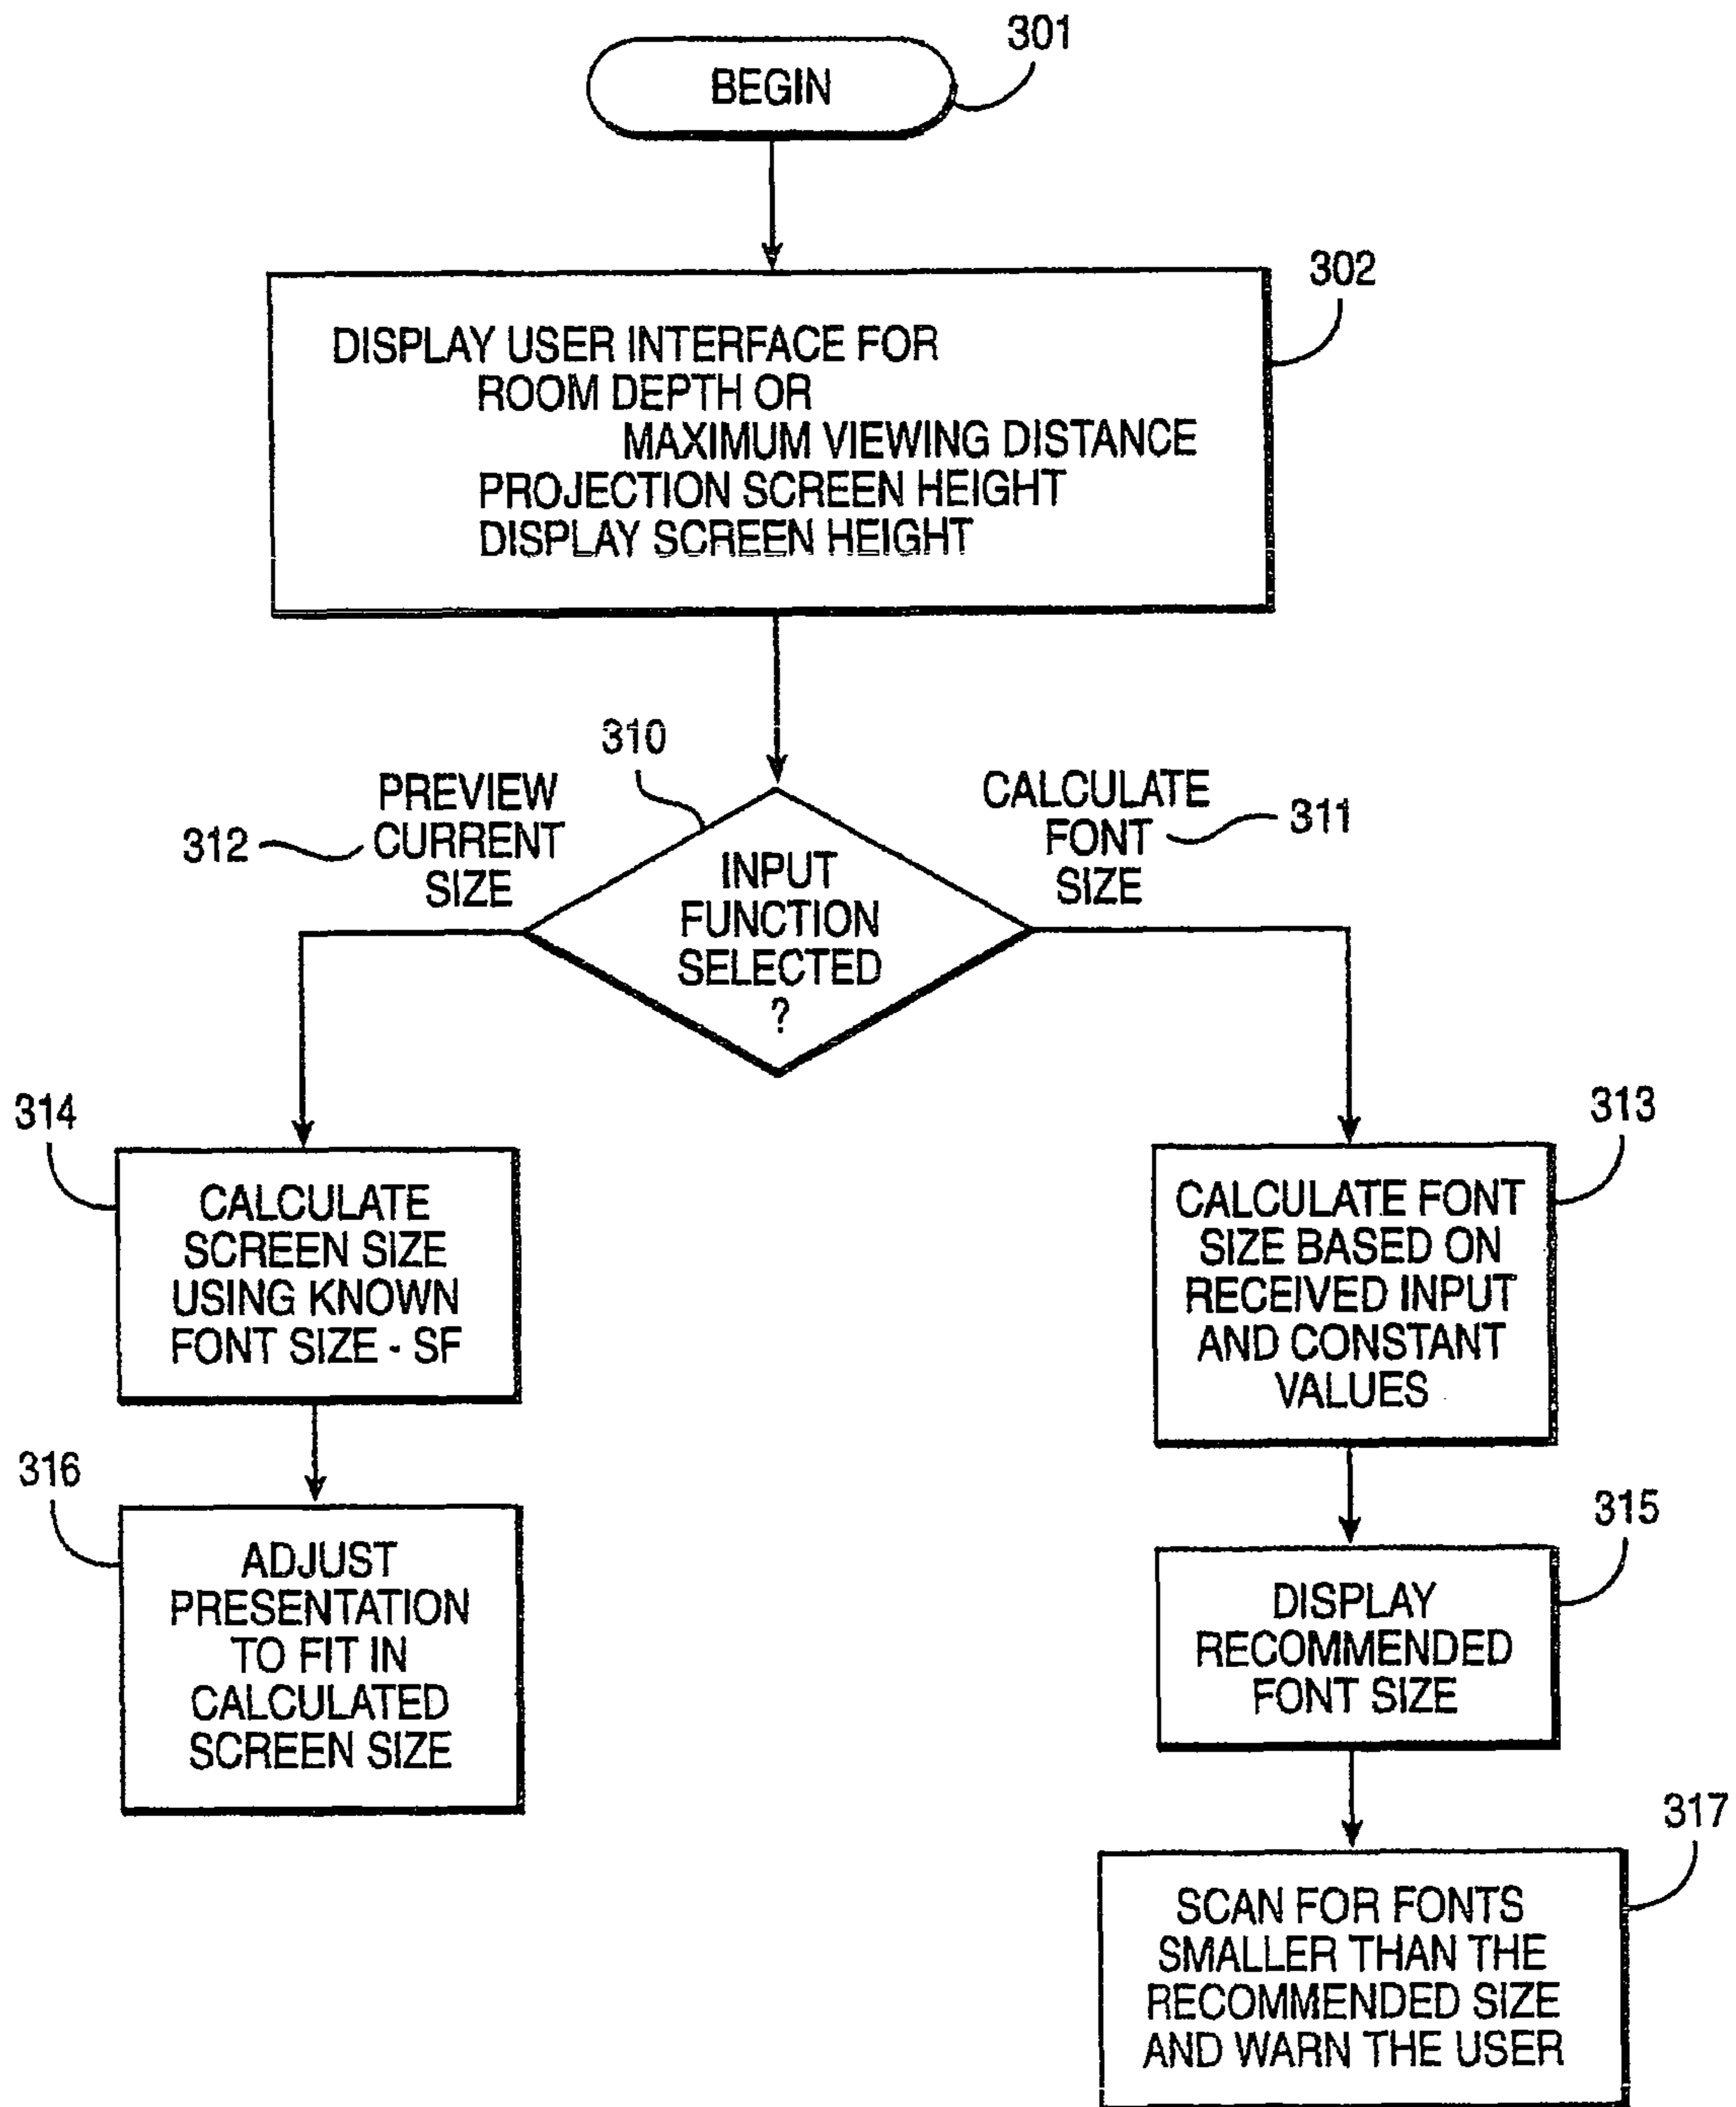 BEGIN
301
DISPLAY USER INTERFACE FOR
ROOM DEPTH OR
MAXIMUM VIEWING DISTANCE
PROJECTION SCREEN HEIGHT
DISPLAY SCREEN HEIGHT
302
310
PREVIEW
CURRENT
SIZE
312
INPUT
FUNCTION
SELECTED
?
CALCULATE
FONT
SIZE
311
314
CALCULATE
SCREEN SIZE
USING KNOWN
FONT SIZE - SF
316
ADJUST
PRESENTATION
TO FIT IN
CALCULATED
SCREEN SIZE
313
CALCULATE FONT
SIZE BASED ON
RECEIVED INPUT
AND CONSTANT
VALUES
315
DISPLAY
RECOMMENDED
FONT SIZE
317
SCAN FOR FONTS
SMALLER THAN THE
RECOMMENDED SIZE
AND WARN THE USER